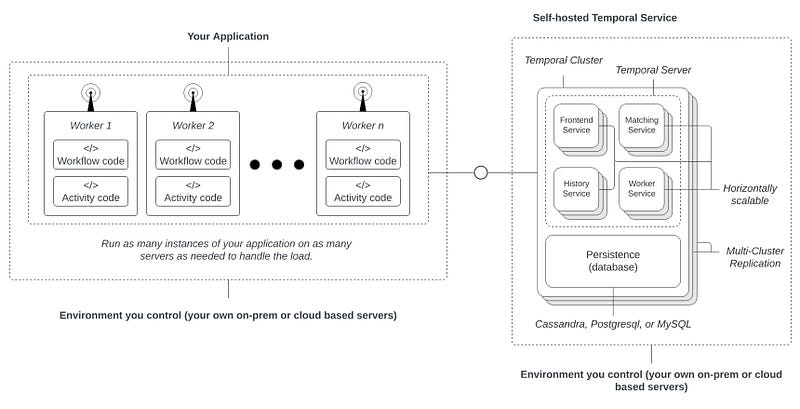 Self-hosted Temporal Service
Your Application
Worker 1
</>
Workflow code
</>
Activity code
Worker 2
</>
Workflow code
</>
Activity code
Worker n
</>
Workflow code
</>
Activity code
Run as many instances of your application on as many
servers as needed to handle the load.
Environment you control (your own on-prem or cloud based servers)
Temporal Cluster
Temporal Server
Frontend
Service
Matching
Service
History
Service
Worker
Service
Horizontally
scalable
Persistence
(database)
Multi-Cluster
Replication
Cassandra, Postgresql, or MySQL
Environment you control (your own on-prem or cloud
based servers)